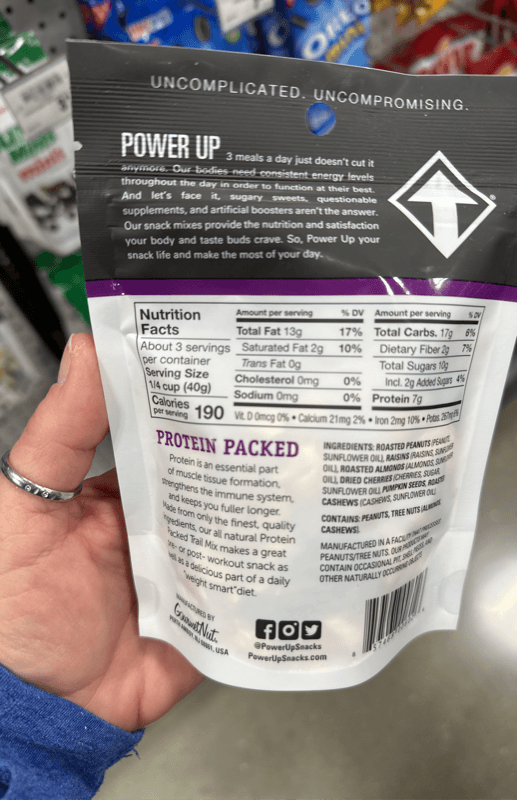 OREO
UNCOMPLICATED. UNCOMPROMISING.
POWER UP 3 meals a day just doesn't cut it
anymore. Our bodies need consistent energy levels
throughout the day in order to function at their best.
And let's face it, sugary sweets, questionable
supplements, and artificial boosters aren't the answer.
Our snack mixes provide the nutrition and satisfaction
your body and taste buds crave. So, Power Up your
snack life and make the most of your day.
Nutrition
Facts
About 3 servings
per container
Serving Size
1/4 cup (40g)
Calories
per serving 190
Amount per serving % DV
Total Fat 13g 17%
Saturated Fat 2g 10%
Trans Fat 0g
Cholesterol 0mg 0%
Sodium 0mg 0%
Amount per serving % DV
Total Carbs. 17g 6%
Dietary Fiber 2g 7%
Total Sugars 10g
Incl. 2g Added Sugars 4%
Protein 7g
Vit. D 0mcg 0% • Calcium 21mg 2% • Iron 2mg 10% • Potas. 267mg 6%
PROTEIN PACKED
Protein is an essential part
of muscle tissue formation,
strengthens the immune system,
and keeps you fuller longer.
Made from only the finest, quality
ingredients, our all natural Protein
Packed Trail Mix makes a great
pre- or post- workout snack as
well as a delicious part of a daily
"weight smart" diet.
INGREDIENTS: ROASTED PEANUTS (PEANUTS,
SUNFLOWER OIL), RAISINS (RAISINS, SUNFLOWER
OIL), ROASTED ALMONDS (ALMONDS, SUNFLOWER
OIL), DRIED CHERRIES (CHERRIES, SUGAR,
SUNFLOWER OIL), PUMPKIN SEEDS, ROASTED
CASHEWS (CASHEWS, SUNFLOWER OIL).
CONTAINS: PEANUTS, TREE NUTS (ALMONDS,
CASHEWS).
MANUFACTURED IN A FACILITY THAT PROCESSES
PEANUTS/TREE NUTS. OUR PRODUCTS MAY
CONTAIN OCCASIONAL PIT, SHELL PIECES, AND
OTHER NATURALLY OCCURRING OBJECTS.
MANUFACTURED BY
GourmetNut.
PERTH AMBOY, NJ USA
@PowerUpSnacks
PowerUpSnacks.com